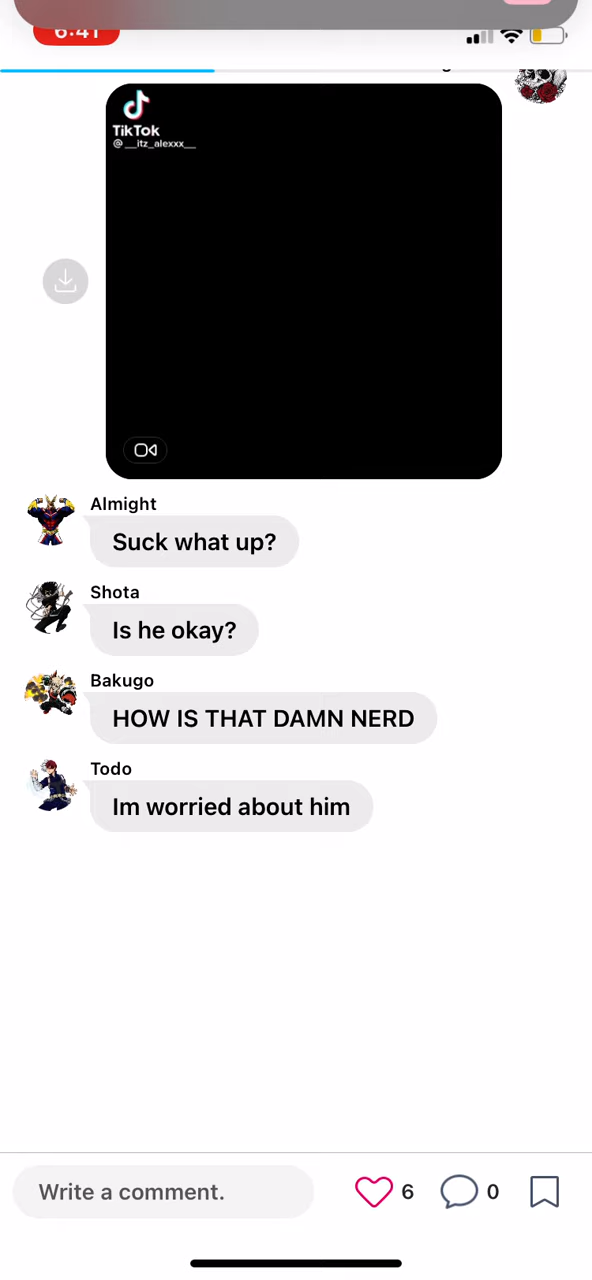 6:41
TikTok
@__itz_alexxx__
Almight
Suck what up?
Shota
Is he okay?
Bakugo
HOW IS THAT DAMN NERD
Todo
Im worried about him
Write a comment.
6
0